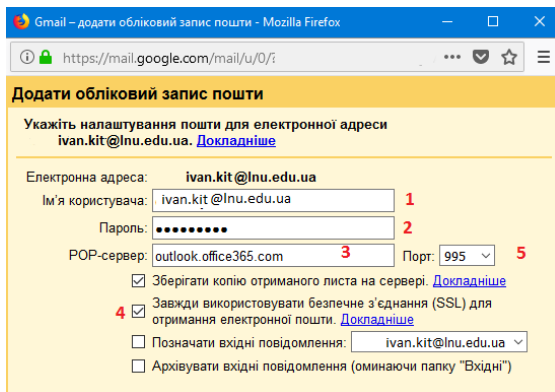 Gmail – додати обліковий запис пошти - Mozilla Firefox
https://mail.google.com/mail/u/0/?
Додати обліковий запис пошти
Укажіть налаштування пошти для електронної адреси
ivan.kit@lnu.edu.ua. Докладніше
Електронна адреса: ivan.kit@lnu.edu.ua
Ім'я користувача: ivan.kit@lnu.edu.ua 1
Пароль: ●●●●●●●●● 2
POP-сервер: outlook.office365.com 3 Порт: 995 5
Зберігати копію отриманого листа на сервері. Докладніше
4 Завжди використовувати безпечне з'єднання (SSL) для
отримання електронної пошти. Докладніше
Позначати вхідні повідомлення: ivan.kit@lnu.edu.ua
Архівувати вхідні повідомлення (оминаючи папку "Вхідні")